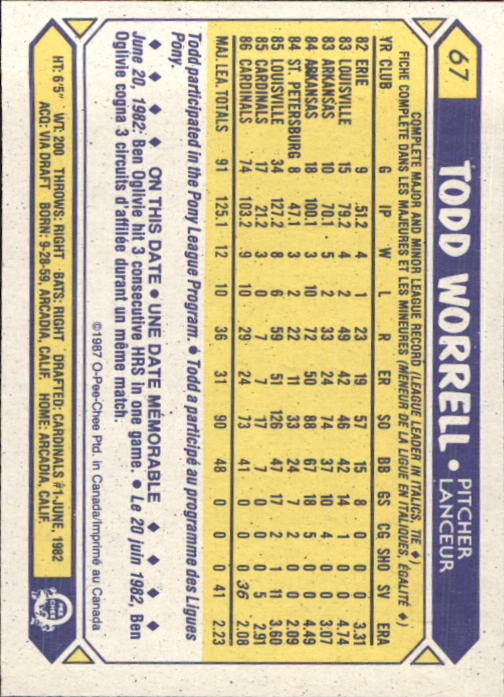 67
TODD WORRELL • PITCHER
LANCEUR
COMPLETE MAJOR AND MINOR LEAGUE RECORD (LEAGUE LEADER IN ITALICS, TIE ♦)
FICHE COMPLÈTE DANS LES MAJEURES ET LES MINEURES (MENEUR DE LA LIGUE EN ITALIQUES, ÉGALITÉ ♦)
YR CLUB G IP W L R ER SO BB GS CG SHO SV ERA
82 ERIE 9 51.2 4 1 23 19 57 15 8 0 0 0 3.31
83 LOUISVILLE 15 79.2 4 2 49 42 46 42 14 1 0 0 4.74
83 ARKANSAS 10 70.1 5 2 33 24 74 37 10 4 0 0 3.07
84 ARKANSAS 18 100.1 3 10 72 50 88 67 18 5 0 0 4.49
84 ST. PETERSBURG 8 47.1 3 2 22 11 33 24 7 2 0 1 2.09
85 LOUISVILLE 34 127.2 8 6 59 51 126 47 17 2 1 11 3.60
85 CARDINALS 17 21.2 3 0 7 7 17 7 0 0 0 5 2.91
86 CARDINALS 74 103.2 9 10 29 24 73 41 0 0 0 36 2.08
MAJ. LEA. TOTALS 91 125.1 12 10 36 31 90 48 0 0 0 41 2.23
Todd participated in the Pony League Program. • Todd a participé au programme des Ligues
Pony.
♦ ♦ ♦ ♦ ON THIS DATE • UNE DATE MÉMORABLE ♦ ♦ ♦ ♦
June 20, 1982: Ben Ogilvie hit 3 consecutive HRS in one game. • Le 20 juin 1982, Ben
Ogilvie cogna 3 circuits d'affilée durant un même match.
©1987 O-Pee-Chee Ptd. in Canada/Imprimé au Canada
HT: 6'5" WT: 200 THROWS: RIGHT BATS: RIGHT DRAFTED: CARDINALS #1-JUNE, 1982
ACQ: VIA DRAFT BORN: 9-28-59, ARCADIA, CALIF. HOME: ARCADIA, CALIF.
O
PEE
CHEE